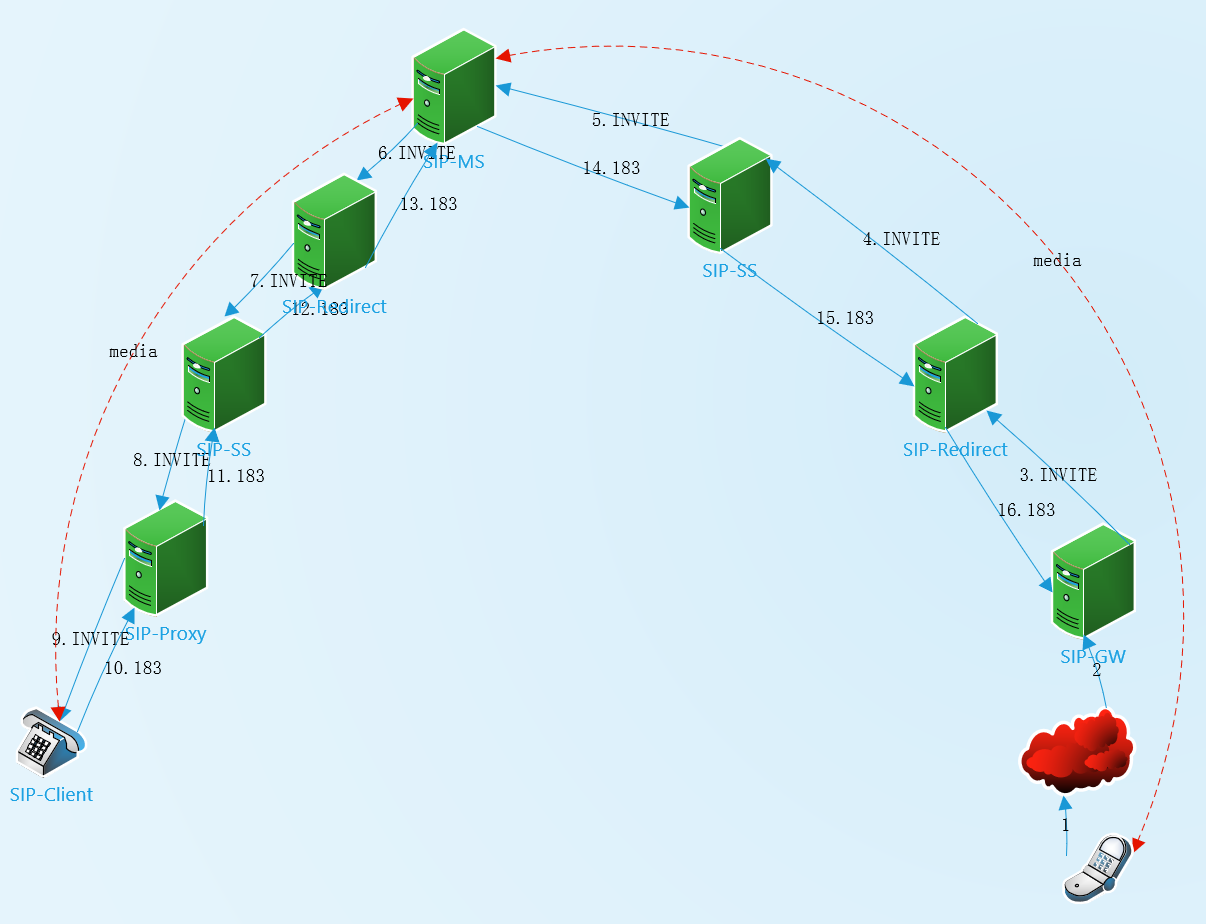 5.INVITE
6.INVITE
SIP-MS
14.183
13.183
4.INVITE
media
SIP-SS
7.INVITE
SIP-Redirect
12.183
15.183
media
SIP-SS
SIP-Redirect
8.INVITE
11.183
3.INVITE
16.183
SIP-Proxy
9.INVITE
10.183
SIP-GW
2
SIP-Client
1